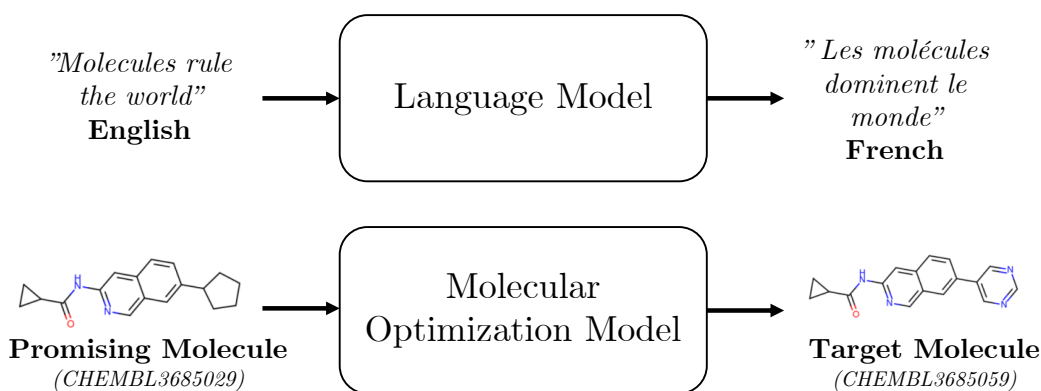 ”Molecules rule
the world”
English
Language Model
” Les molécules
dominent le
monde”
French
H
N
N
O
Promising Molecule
(CHEMBL3685029)
Molecular
Optimization Model
H
N
N
O
N
N
Target Molecule
(CHEMBL3685059)